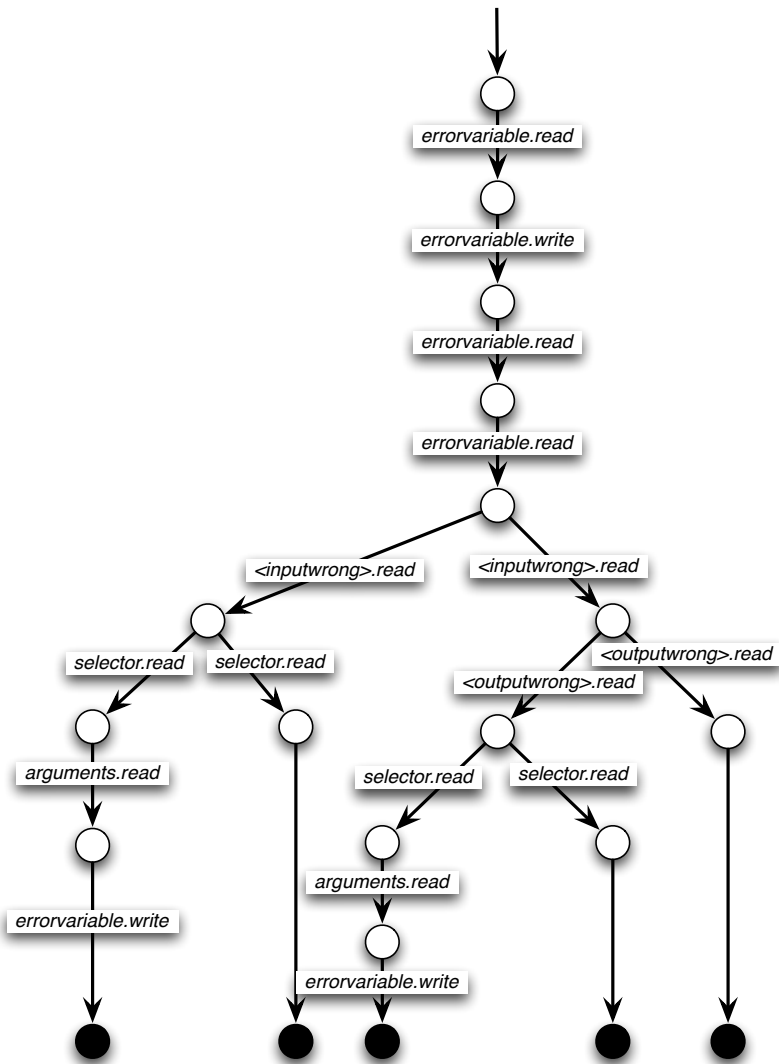 errorvariable.read
errorvariable.write
errorvariable.read
errorvariable.read
<inputwrong>.read
<inputwrong>.read
selector.read
selector.read
<outputwrong>.read
<outputwrong>.read
arguments.read
selector.read
selector.read
arguments.read
errorvariable.write
errorvariable.write